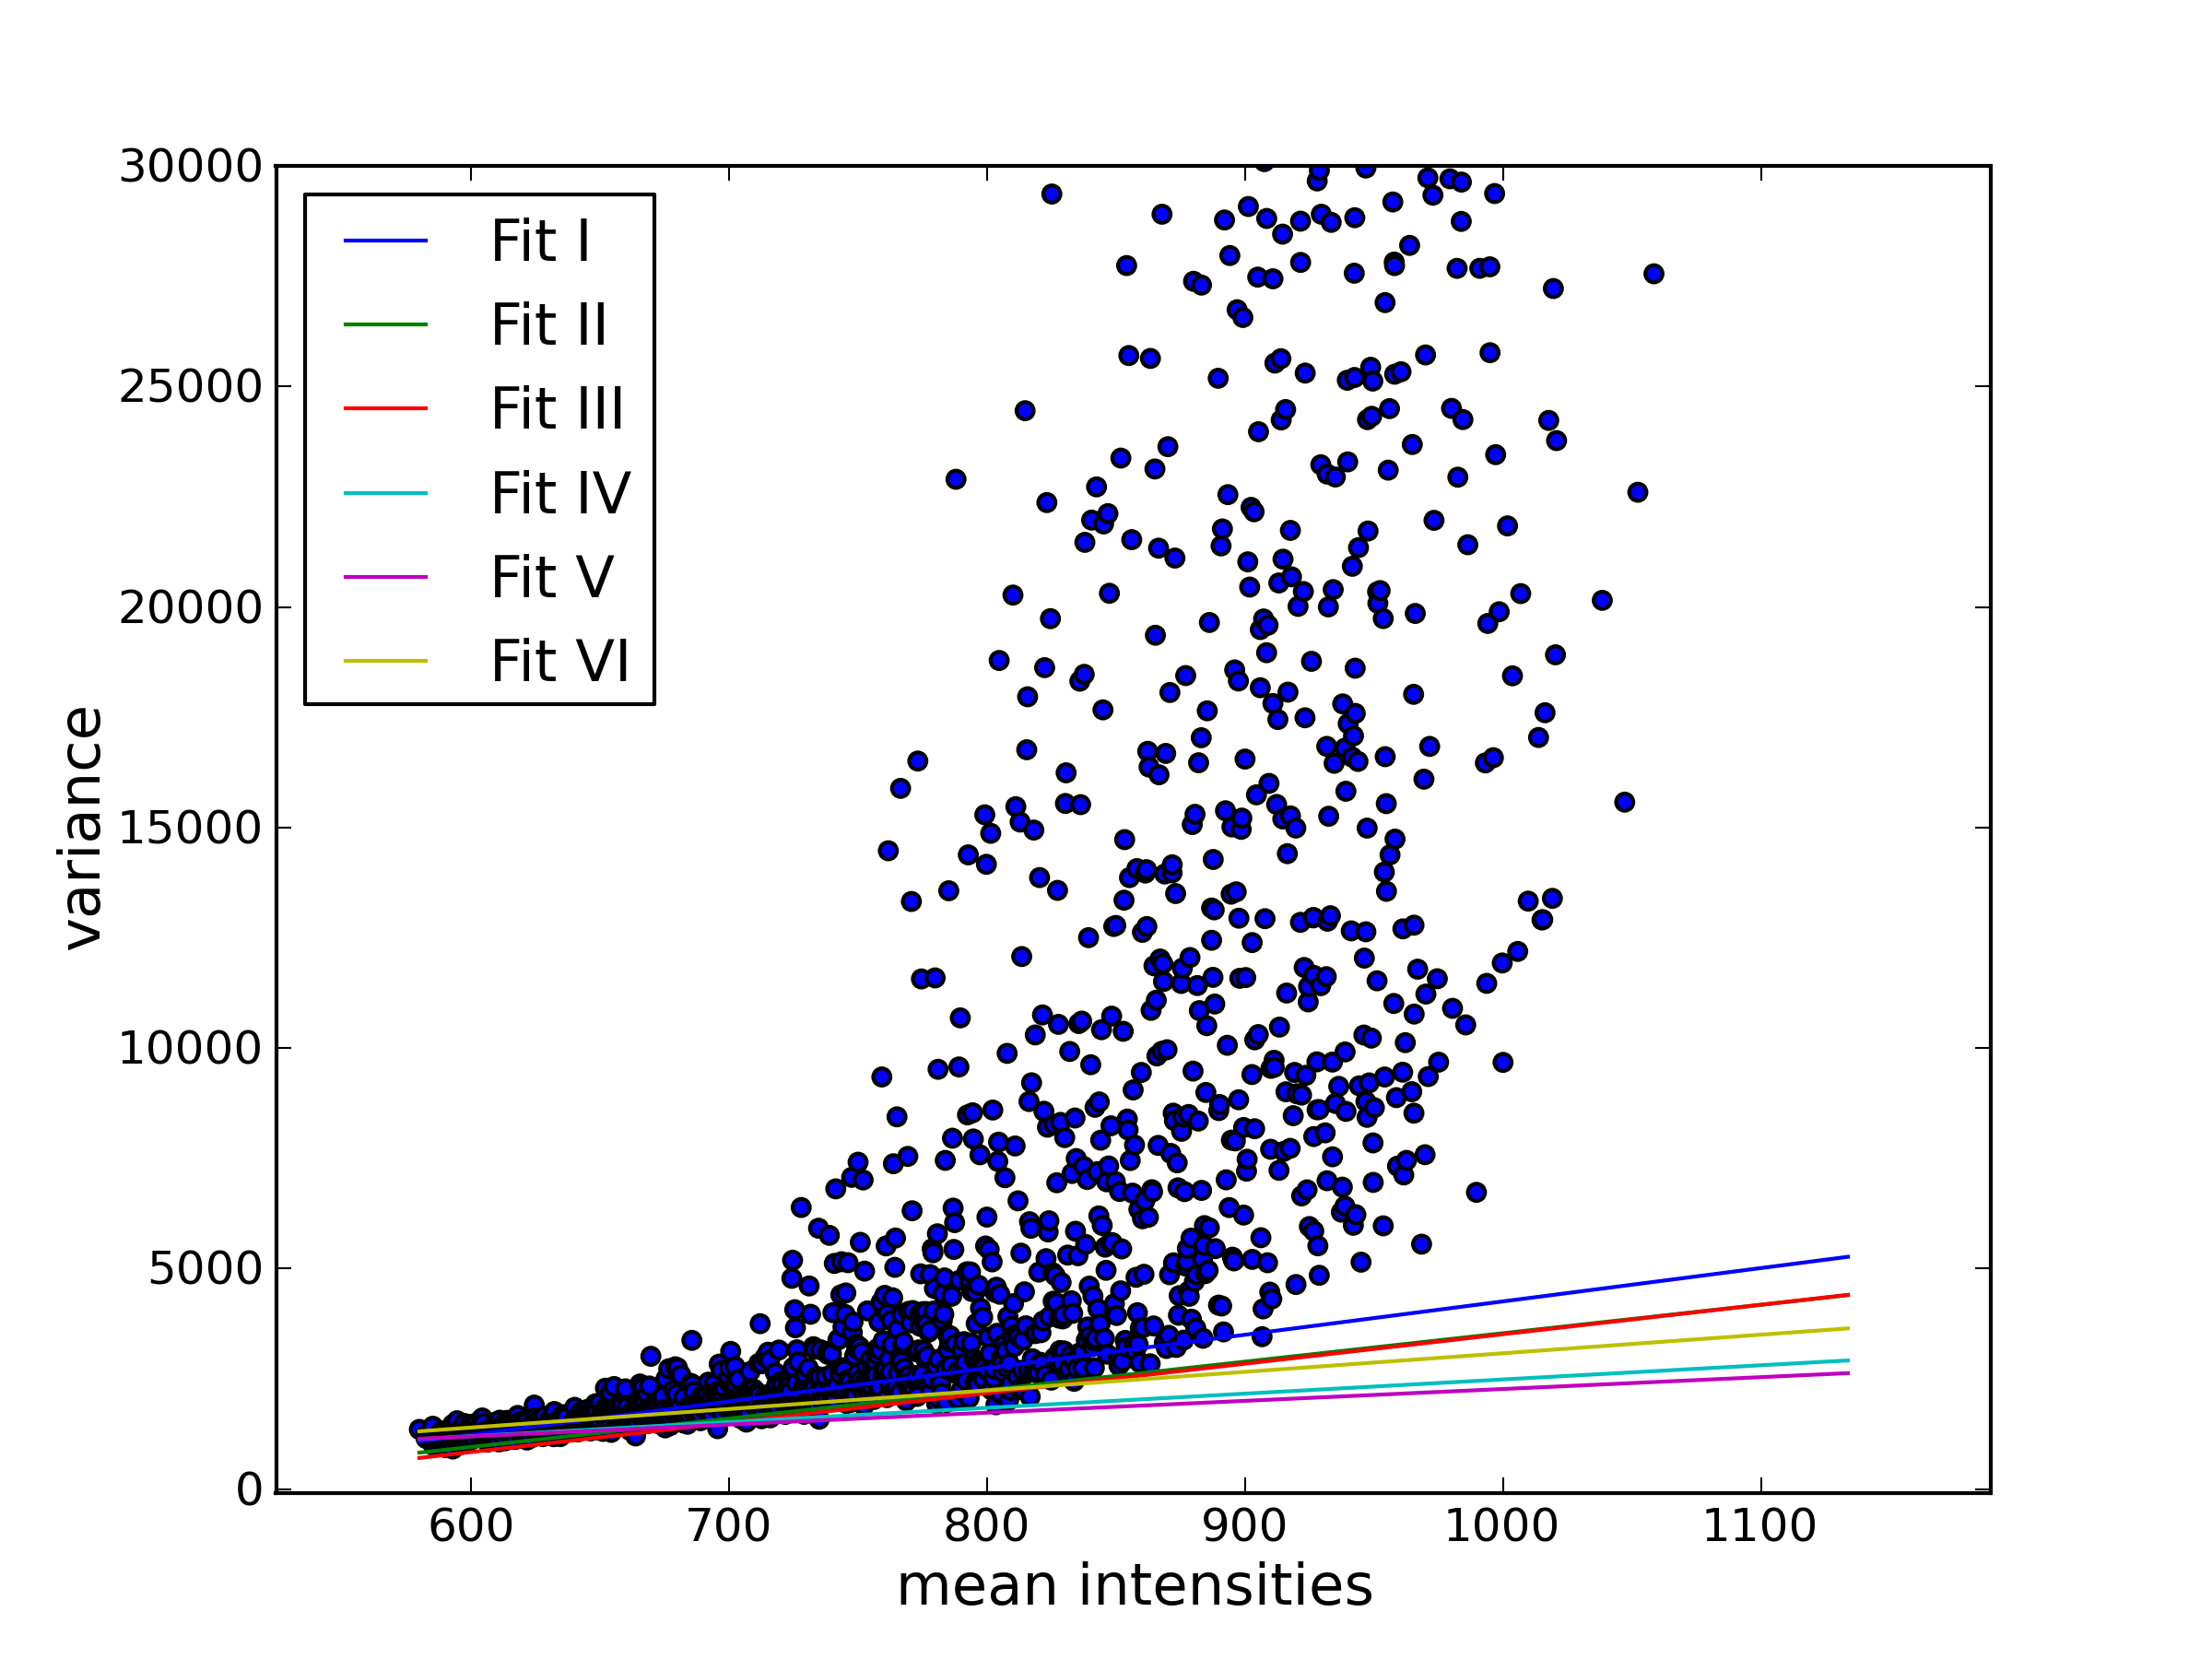 30000
25000
20000
15000
10000
5000
0
variance
Fit I
Fit II
Fit III
Fit IV
Fit V
Fit VI
600 700 800 900 1000 1100
mean intensities